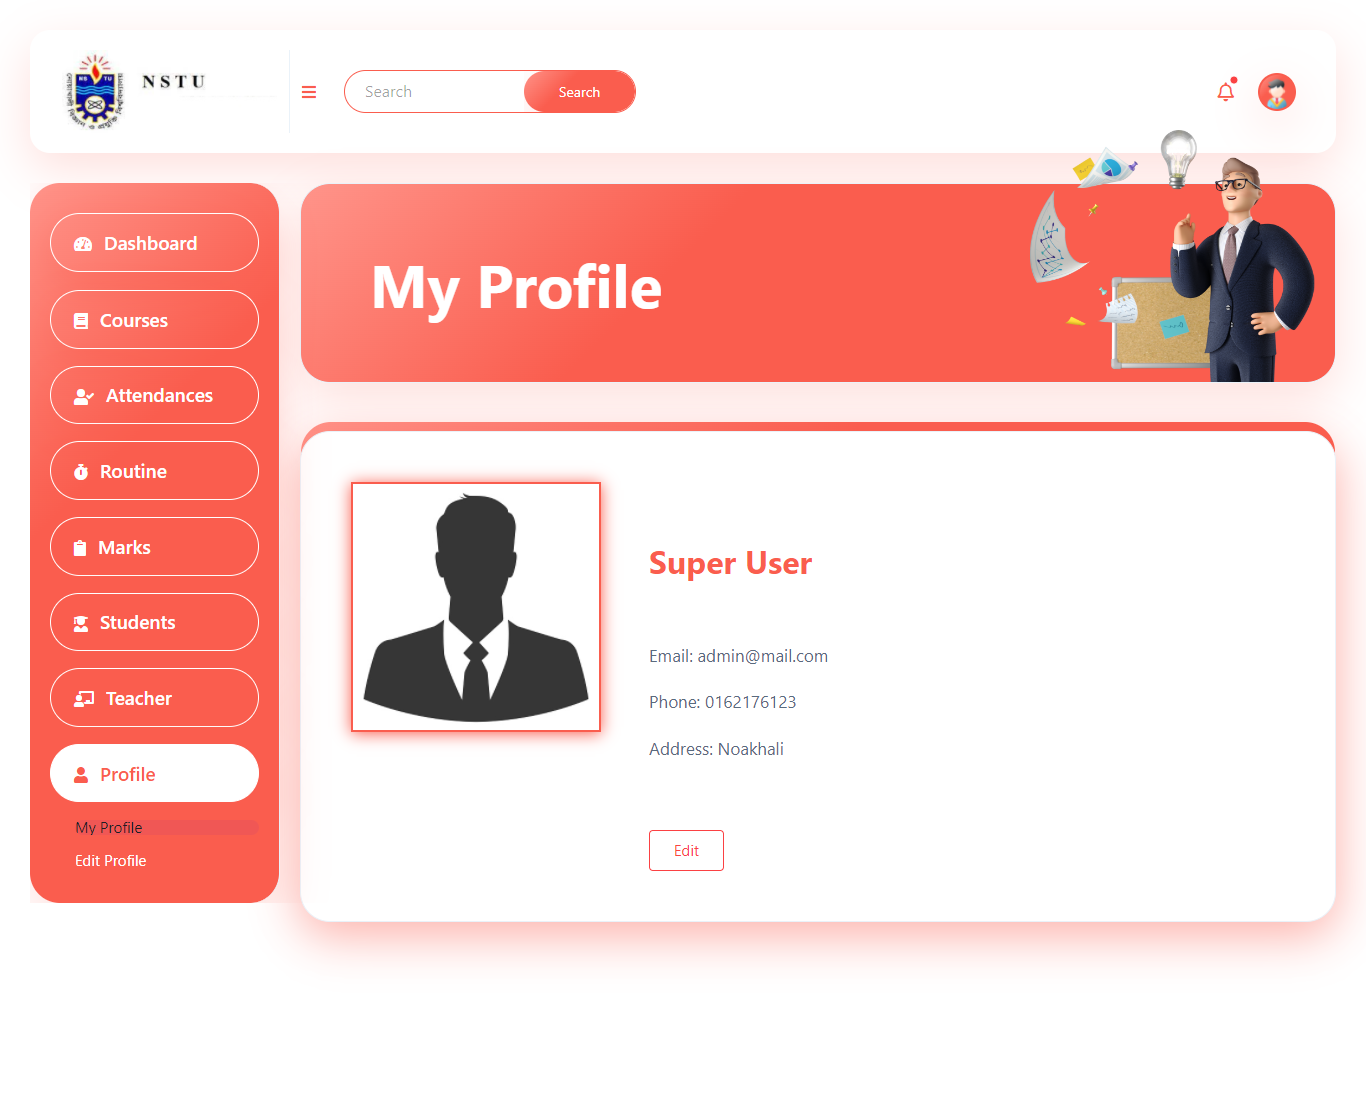 NSTU
Search
Search
Dashboard
Courses
Attendances
Routine
Marks
Students
Teacher
Profile
My Profile
Edit Profile
My Profile
Super User
Email: admin@mail.com
Phone: 0162176123
Address: Noakhali
Edit